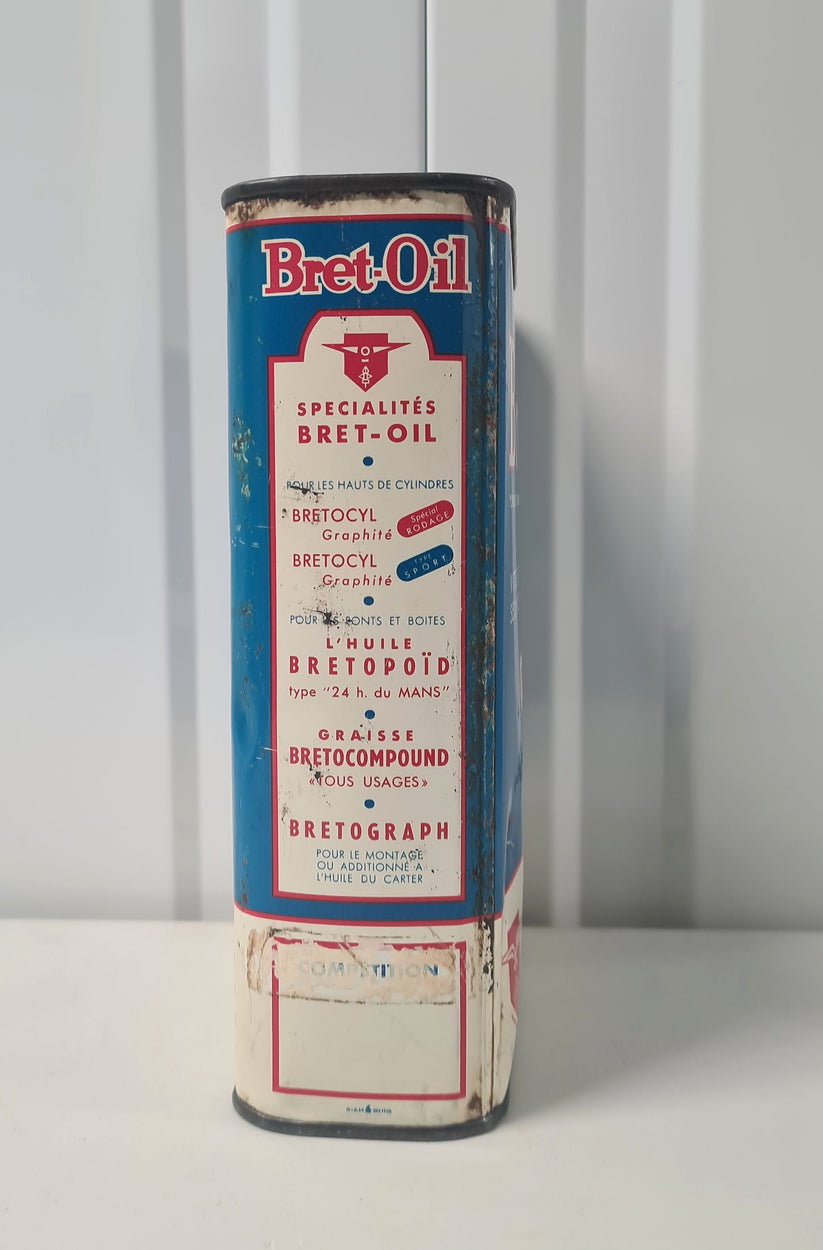 Bret-Oil
SPECIALITÉS
BRET-OIL
POUR LES HAUTS DE CYLINDRES
BRETOCYL
Graphité
Spécial
RODAGE
BRETOCYL
Graphité
TYPE
SPORT
POUR LES PONTS ET BOITES
L'HUILE
BRETOPOÏD
type "24 h. du MANS"
GRAISSE
BRETOCOMPOUND
«TOUS USAGES»
BRETOGRAPH
POUR LE MONTAGE
OU ADDITIONNÉ A
L'HUILE DU CARTER
COMPETITION